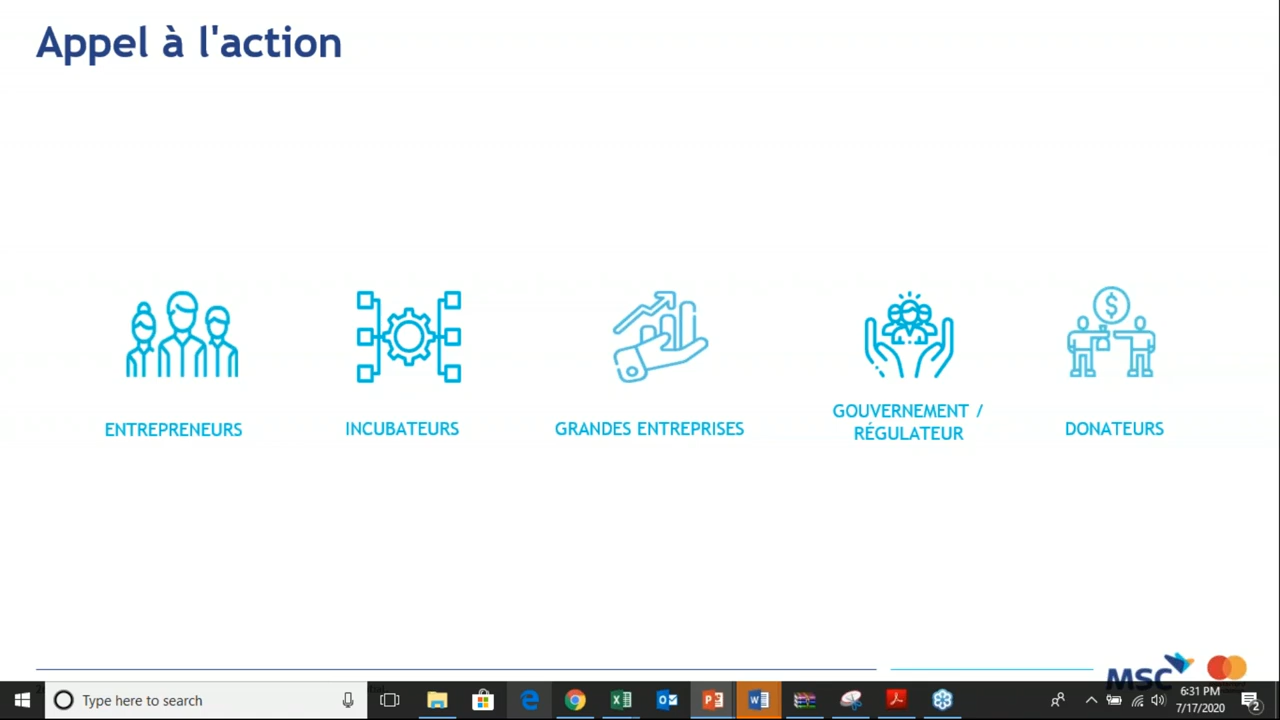 Appel à l'action
$
ENTREPRENEURS
INCUBATEURS
GRANDES ENTREPRISES
GOUVERNEMENT /
RÉGULATEUR
DONATEURS
MSC
Type here to search
6:31 PM
7/17/2020
2